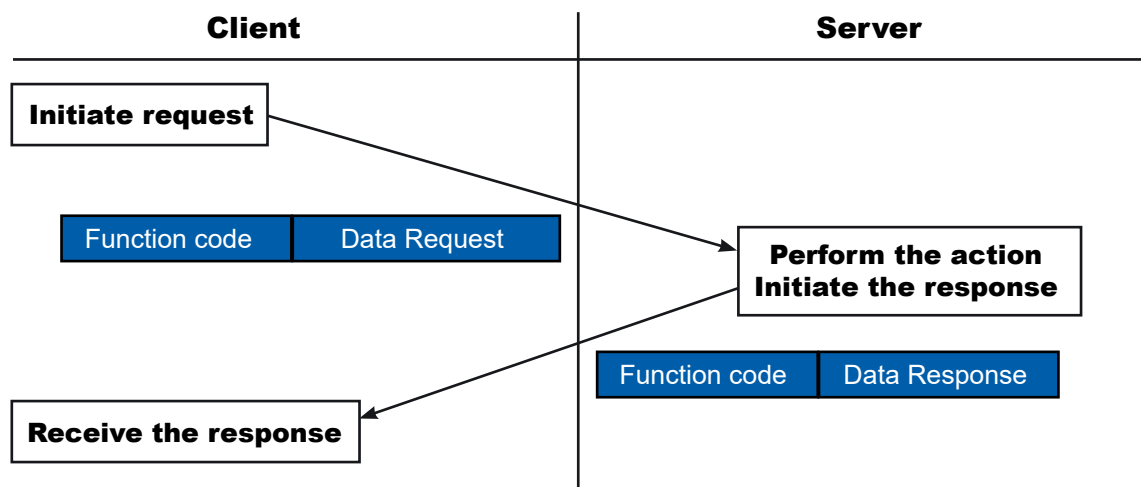 Client
Server
Initiate request
Function code
Data Request
Perform the action
Initiate the response
Function code
Data Response
Receive the response